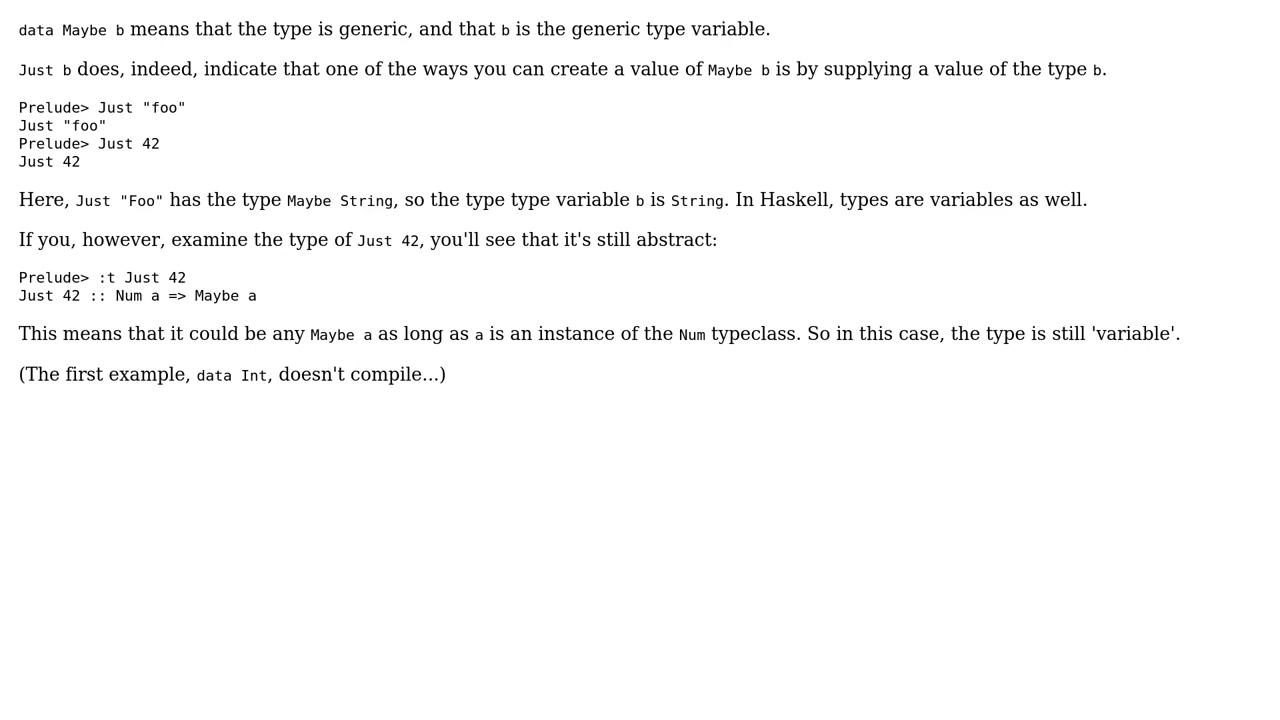 data Maybe b means that the type is generic, and that b is the generic type variable.
Just b does, indeed, indicate that one of the ways you can create a value of Maybe b is by supplying a value of the type b.
Prelude> Just "foo"
Just "foo"
Prelude> Just 42
Just 42
Here, Just "Foo" has the type Maybe String, so the type type variable b is String. In Haskell, types are variables as well.
If you, however, examine the type of Just 42, you'll see that it's still abstract:
Prelude> :t Just 42
Just 42 :: Num a => Maybe a
This means that it could be any Maybe a as long as a is an instance of the Num typeclass. So in this case, the type is still 'variable'.
(The first example, data Int, doesn't compile...)